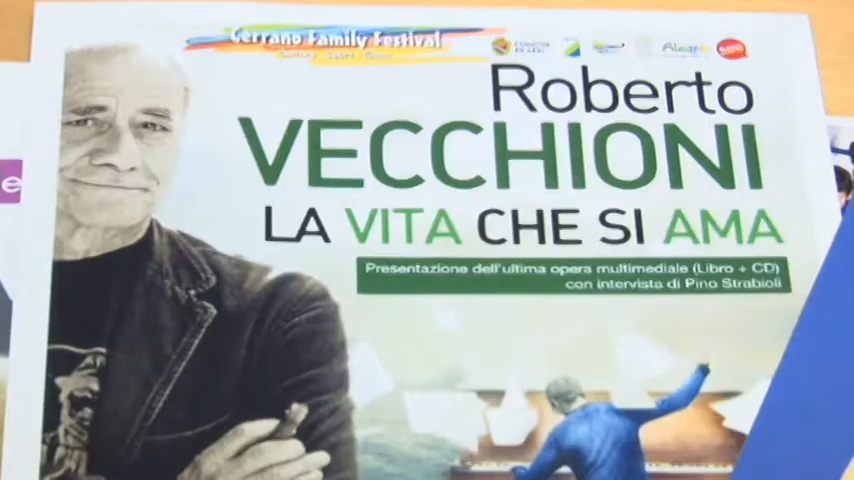 Cerrano Family Festival
Roberto
VECCHIONI
LA VITA CHE SI AMA
Presentazione dell'ultima opera multimediale (Libro + CD)
con intervista di Pino Strabioli
e